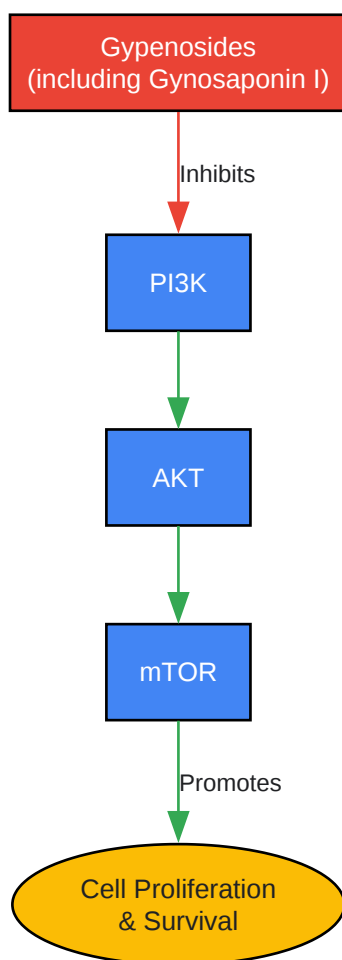 Gypenosides
(including Gynosaponin I)
Inhibits
PI3K
AKT
mTOR
Promotes
Cell Proliferation
& Survival